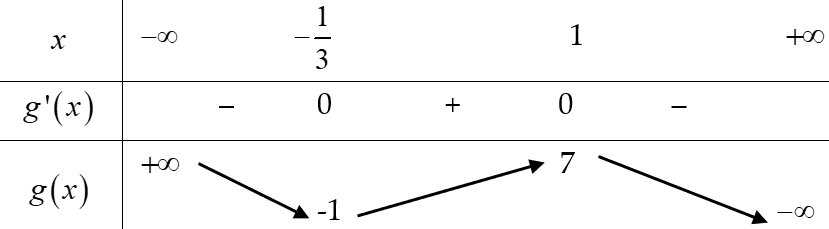 x −∞ −1/3 1 +∞
g'(x) − 0 + 0 −
g(x) +∞ -1 7 −∞